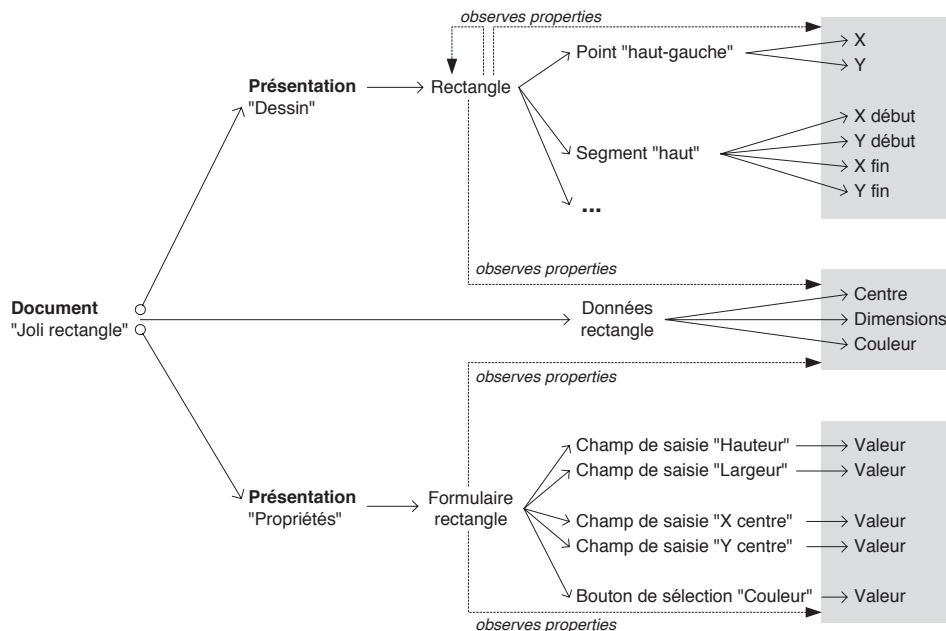 observes properties
Point "haut-gauche"
X
Y
Présentation
"Dessin"
Rectangle
X début
Y début
Segment "haut"
X fin
Y fin
...
observes properties
Document
"Joli rectangle"
Données
rectangle
Centre
Dimensions
Couleur
observes properties
Champ de saisie "Hauteur"
Valeur
Champ de saisie "Largeur"
Valeur
Présentation
"Propriétés"
Formulaire
rectangle
Champ de saisie "X centre"
Valeur
Champ de saisie "Y centre"
Valeur
Bouton de sélection "Couleur"
Valeur
observes properties